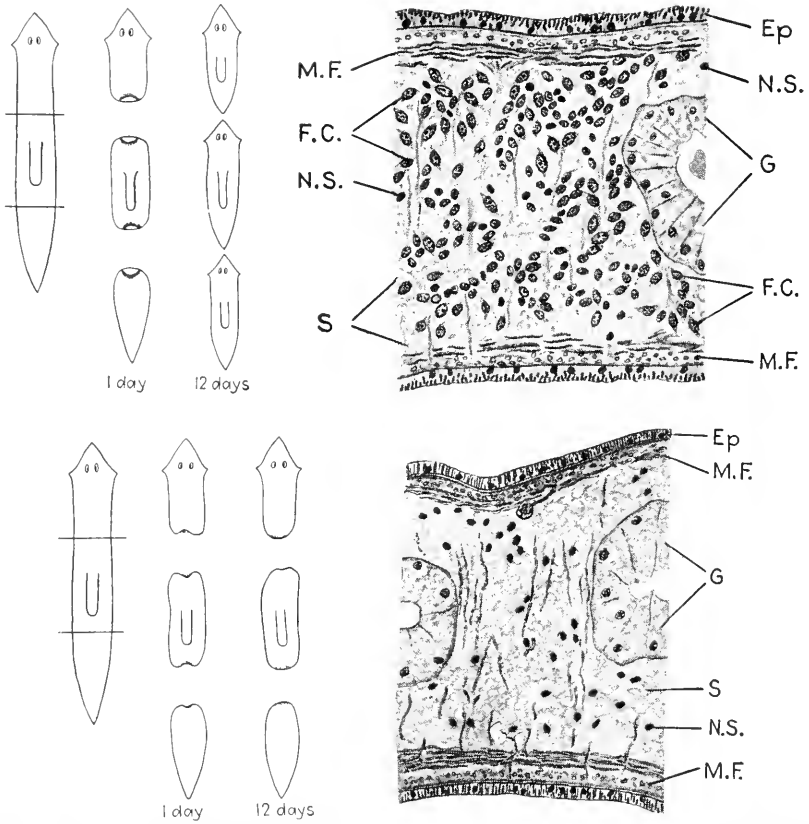 Ep
M.F.
N.S.
F.C.
G
N.S.
F.C.
S
M.F.
1 day 12 days
Ep
M.F.
G
S
N.S.
M.F.
1 day 12 days